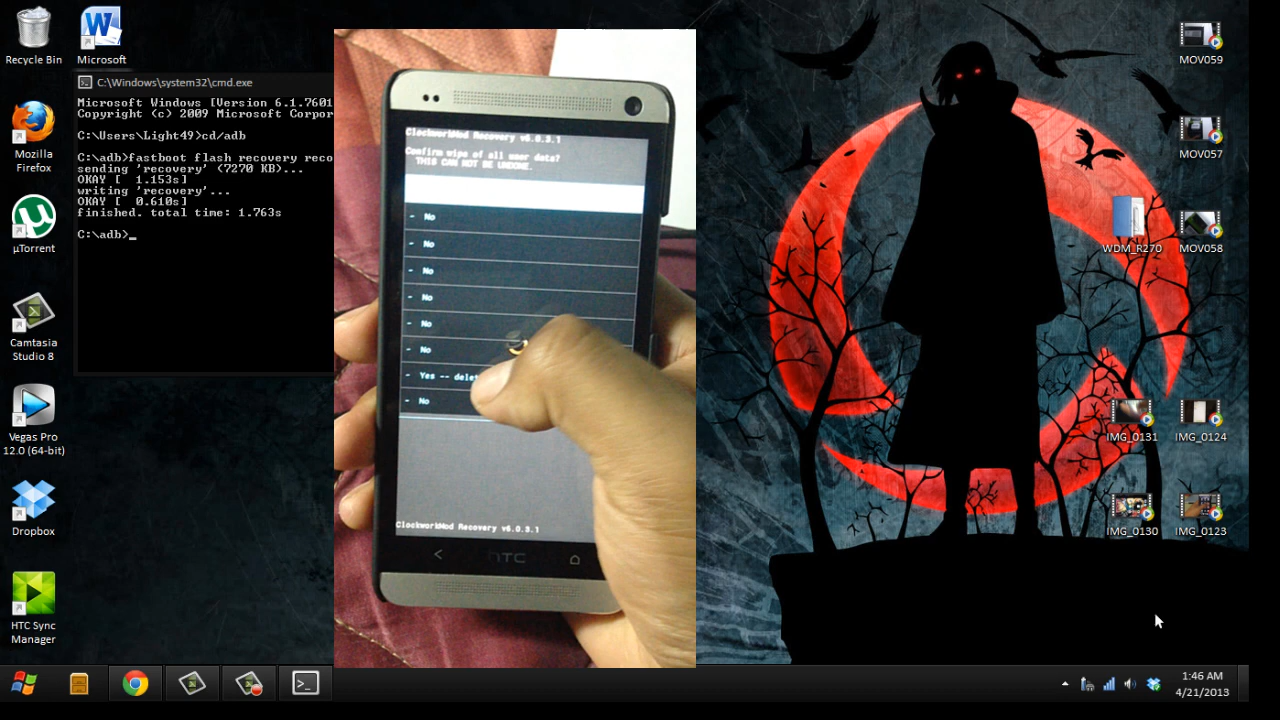 Recycle Bin
Microsoft
Mozilla
Firefox
µTorrent
Camtasia
Studio 8
Vegas Pro
12.0 (64-bit)
Dropbox
HTC Sync
Manager
C:\Windows\system32\cmd.exe
Microsoft Windows [Version 6.1.7601
Copyright (c) 2009 Microsoft Corpor
C:\Users\Light49>cd/adb
C:\adb>fastboot flash recovery reco
sending 'recovery' (7270 KB)...
OKAY [  1.153s]
writing 'recovery'...
OKAY [  0.610s]
finished. total time: 1.763s
C:\adb>_
ClockworkMod Recovery v6.0.3.1
Confirm wipe of all user data?
THIS CAN NOT BE UNDONE.
- No
- No
- No
- No
- No
- No
- Yes -- delet
- No
ClockworkMod Recovery v6.0.3.1
hTC
MOV059
MOV057
WDM_R270
MOV058
IMG_0131
IMG_0124
IMG_0130
IMG_0123
1:46 AM
4/21/2013